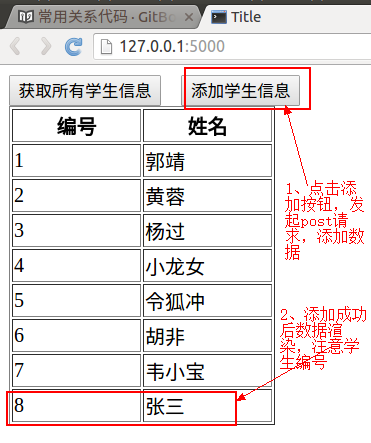 常用关系代码 - GitBo
Title
127.0.0.1:5000
获取所有学生信息 添加学生信息
编号 姓名
1 郭靖
2 黄蓉
3 杨过
4 小龙女
5 令狐冲
6 胡非
7 韦小宝
8 张三
1、点击添
加按钮，发
起post请
求，添加数
据
2、添加成功
后数据渲
染，注意学
生编号